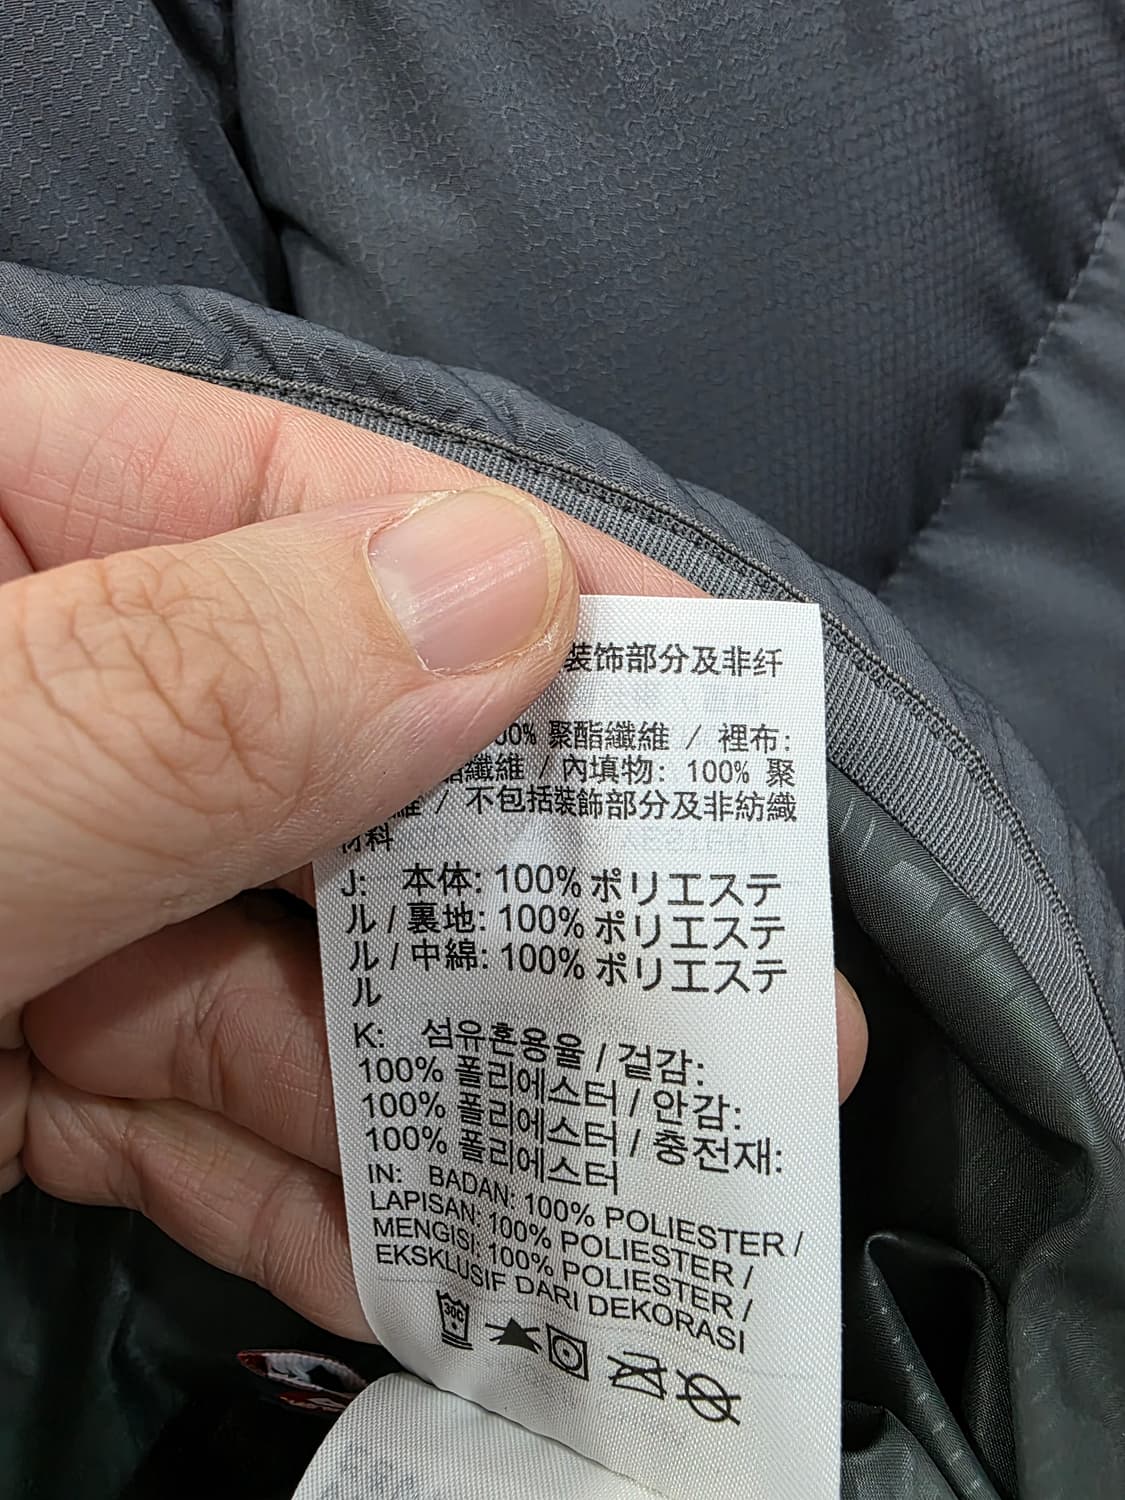 装饰部分及非纤
00% 聚酯纖維 / 裡布:
纖維 / 內填物: 100% 聚
/ 不包括裝飾部分及非紡織
材料
J: 本体: 100% ポリエステ
ル / 裏地: 100% ポリエステ
ル / 中綿: 100% ポリエステ
ル
K: 섬유혼용율 / 겉감:
100% 폴리에스터 / 안감:
100% 폴리에스터 / 충전재:
100% 폴리에스터
IN: BADAN: 100% POLIESTER /
LAPISAN: 100% POLIESTER /
MENGISI: 100% POLIESTER /
EKSKLUSIF DARI DEKORASI
30C